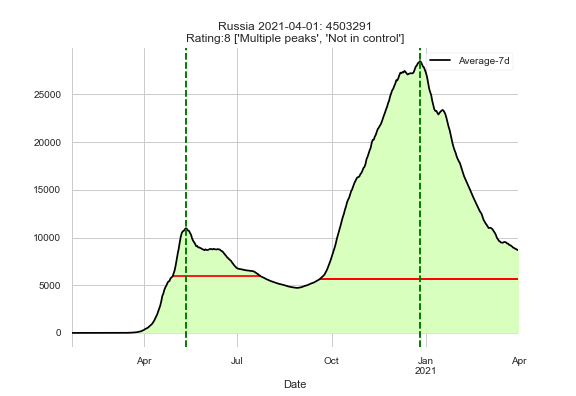 Russia 2021-04-01: 4503291
Rating:8 ['Multiple peaks', 'Not in control']
Average-7d
25000
20000
15000
10000
5000
0
Apr
Jul
Oct
Jan
2021
Apr
Date